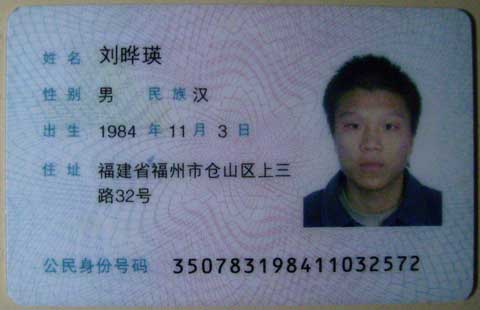 姓名 刘晔瑛
性别 男 民族 汉
出生 1984 年 11 月 3 日
住址 福建省福州市仓山区上三
路32号
公民身份号码 350783198411032572